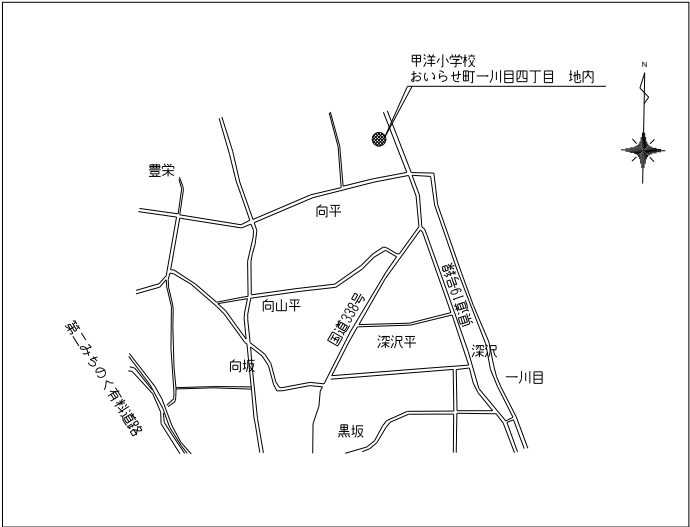 甲洋小学校
おいらせ町一川目四丁目　地内
N
豊栄
向平
県道19号線
向山平
国道338号
第二みちのく有料道路
深沢平
深沢
向坂
一川目
黒坂